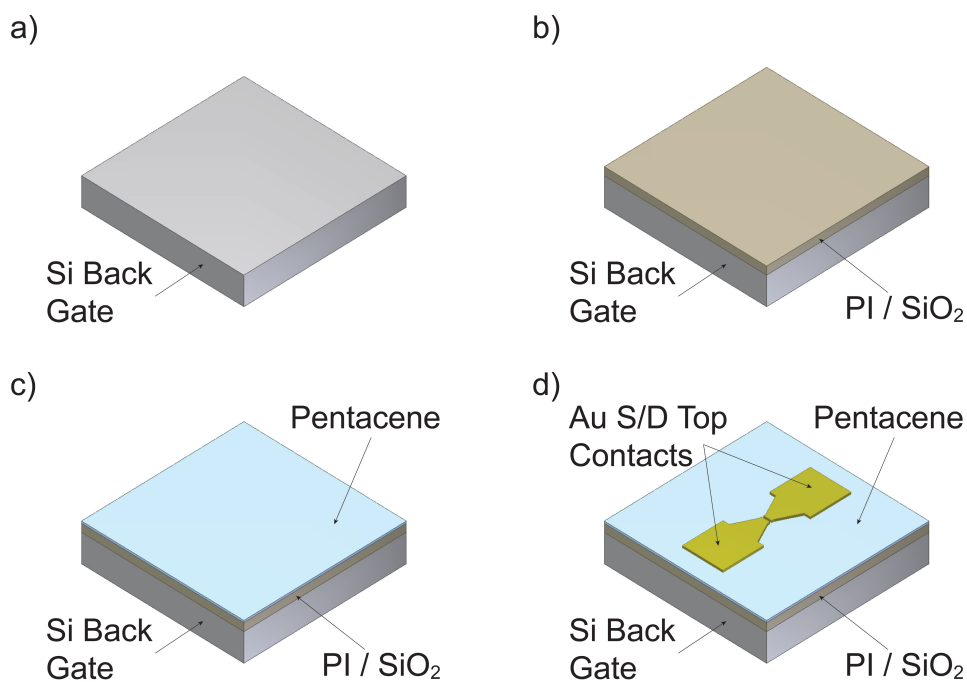 a)
Si Back
Gate
b)
Si Back
Gate
PI / SiO₂
c)
Pentacene
Si Back
Gate
PI / SiO₂
d)
Au S/D Top
Contacts
Pentacene
Si Back
Gate
PI / SiO₂